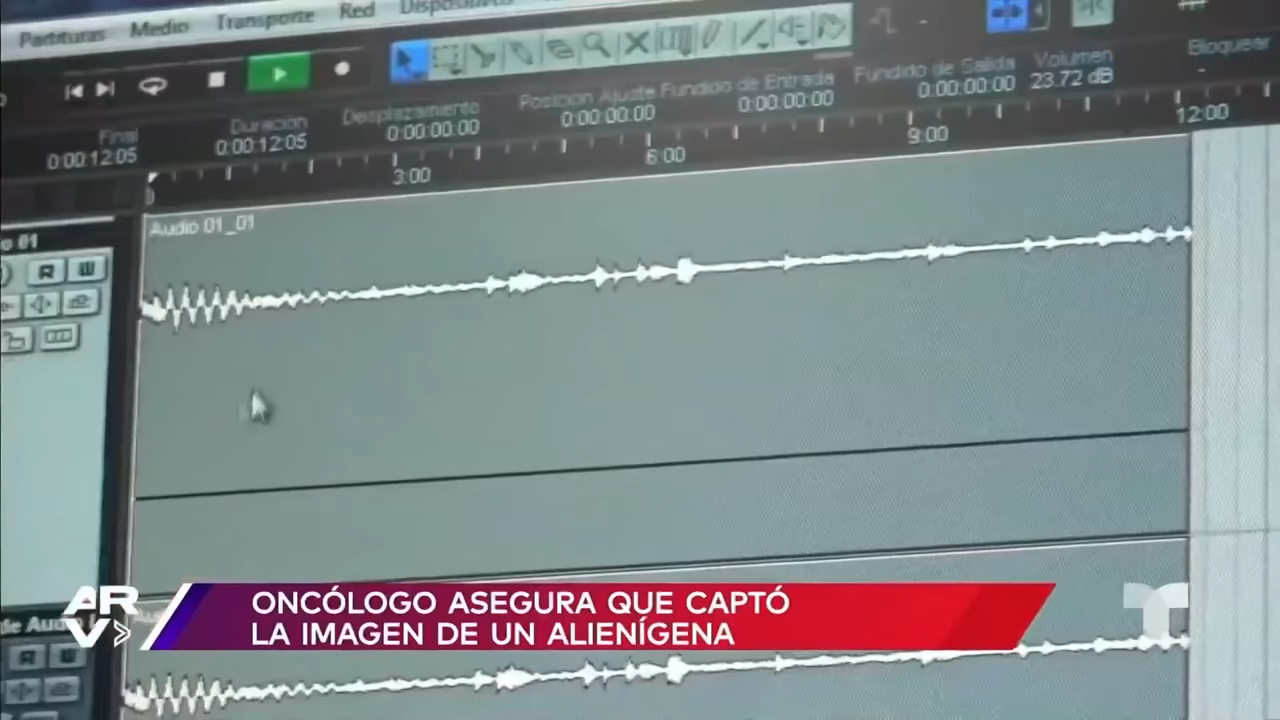 Partituras Medio Transporte Red Dispositivos
Final Duración Desplazamiento Posición Ajuste Fundido de Entrada Fundido de Salida Volumen Bloquear
0:00:12:05 0:00:12:05 0:00:00.00 0:00:00:00 0:00:00:00 0:00:00:00 23.72 dB -
3:00 6:00 9:00 12:00
Audio 01_01
o 01
R W
ARV
ONCÓLOGO ASEGURA QUE CAPTÓ
LA IMAGEN DE UN ALIENÍGENA
T
R W